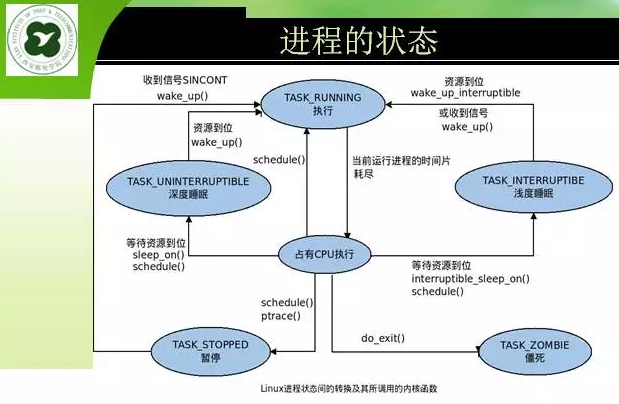 进程的状态
收到信号SINCONT
wake_up()
TASK_RUNNING
执行
资源到位
wake_up_interruptible
或收到信号
wake_up()
资源到位
wake_up()
schedule()
当前运行进程的时间片
耗尽
TASK_UNINTERRUPTIBLE
深度睡眠
TASK_INTERRUPTIBE
浅度睡眠
等待资源到位
sleep_on()
schedule()
占有CPU执行
等待资源到位
interruptible_sleep_on()
schedule()
schedule()
ptrace()
do_exit()
TASK_STOPPED
暂停
TASK_ZOMBIE
僵死
Linux进程状态间的转换及其所调用的内核函数